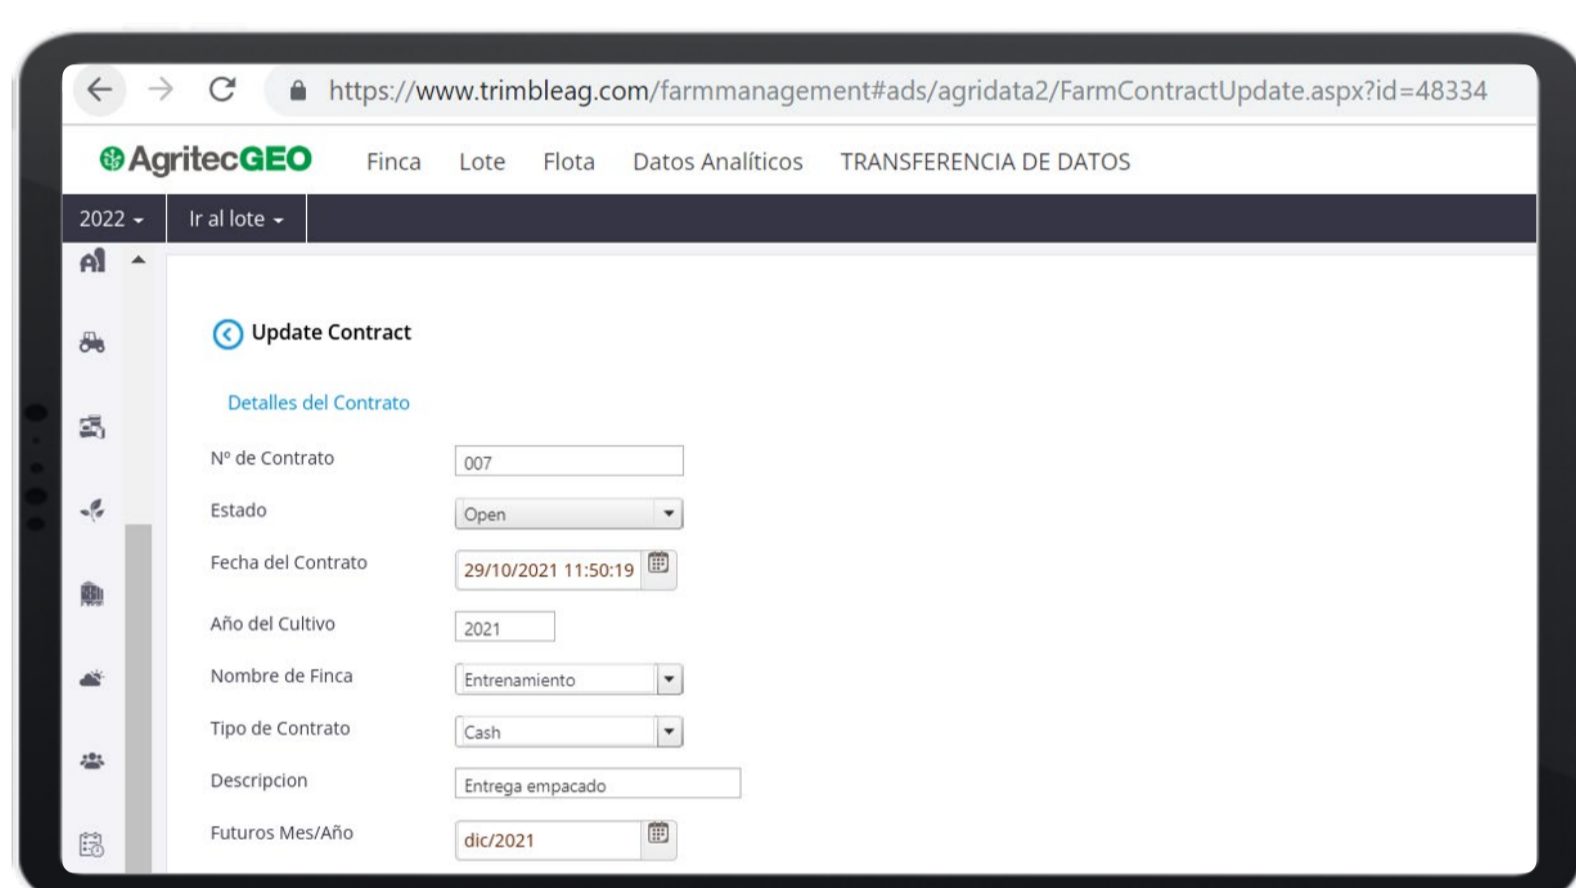 https://www.trimbleag.com/farmmanagement#ads/agridata2/FarmContractUpdate.aspx?id=48334
AgritecGEO Finca Lote Flota Datos Analíticos TRANSFERENCIA DE DATOS
2022 Ir al lote
Update Contract
Detalles del Contrato
Nº de Contrato 007
Estado Open
Fecha del Contrato 29/10/2021 11:50:19
Año del Cultivo 2021
Nombre de Finca Entrenamiento
Tipo de Contrato Cash
Descripcion Entrega empacado
Futuros Mes/Año dic/2021